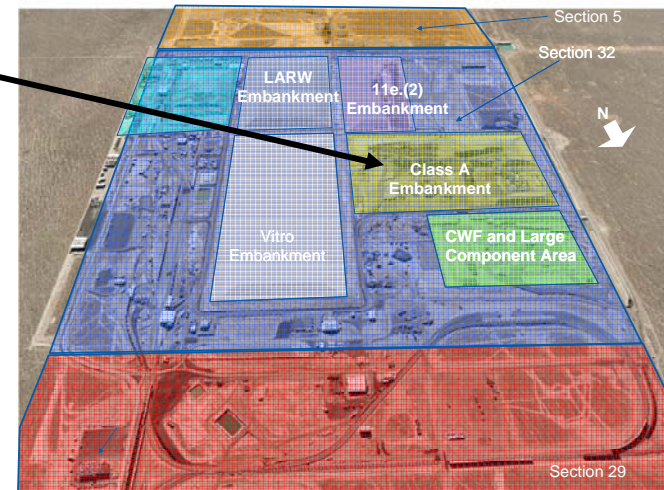 Section 5
Section 32
LARW
Embankment
11e.(2)
Embankment
N
Class A
Embankment
Vitro
Embankment
CWF and Large
Component Area
Section 29